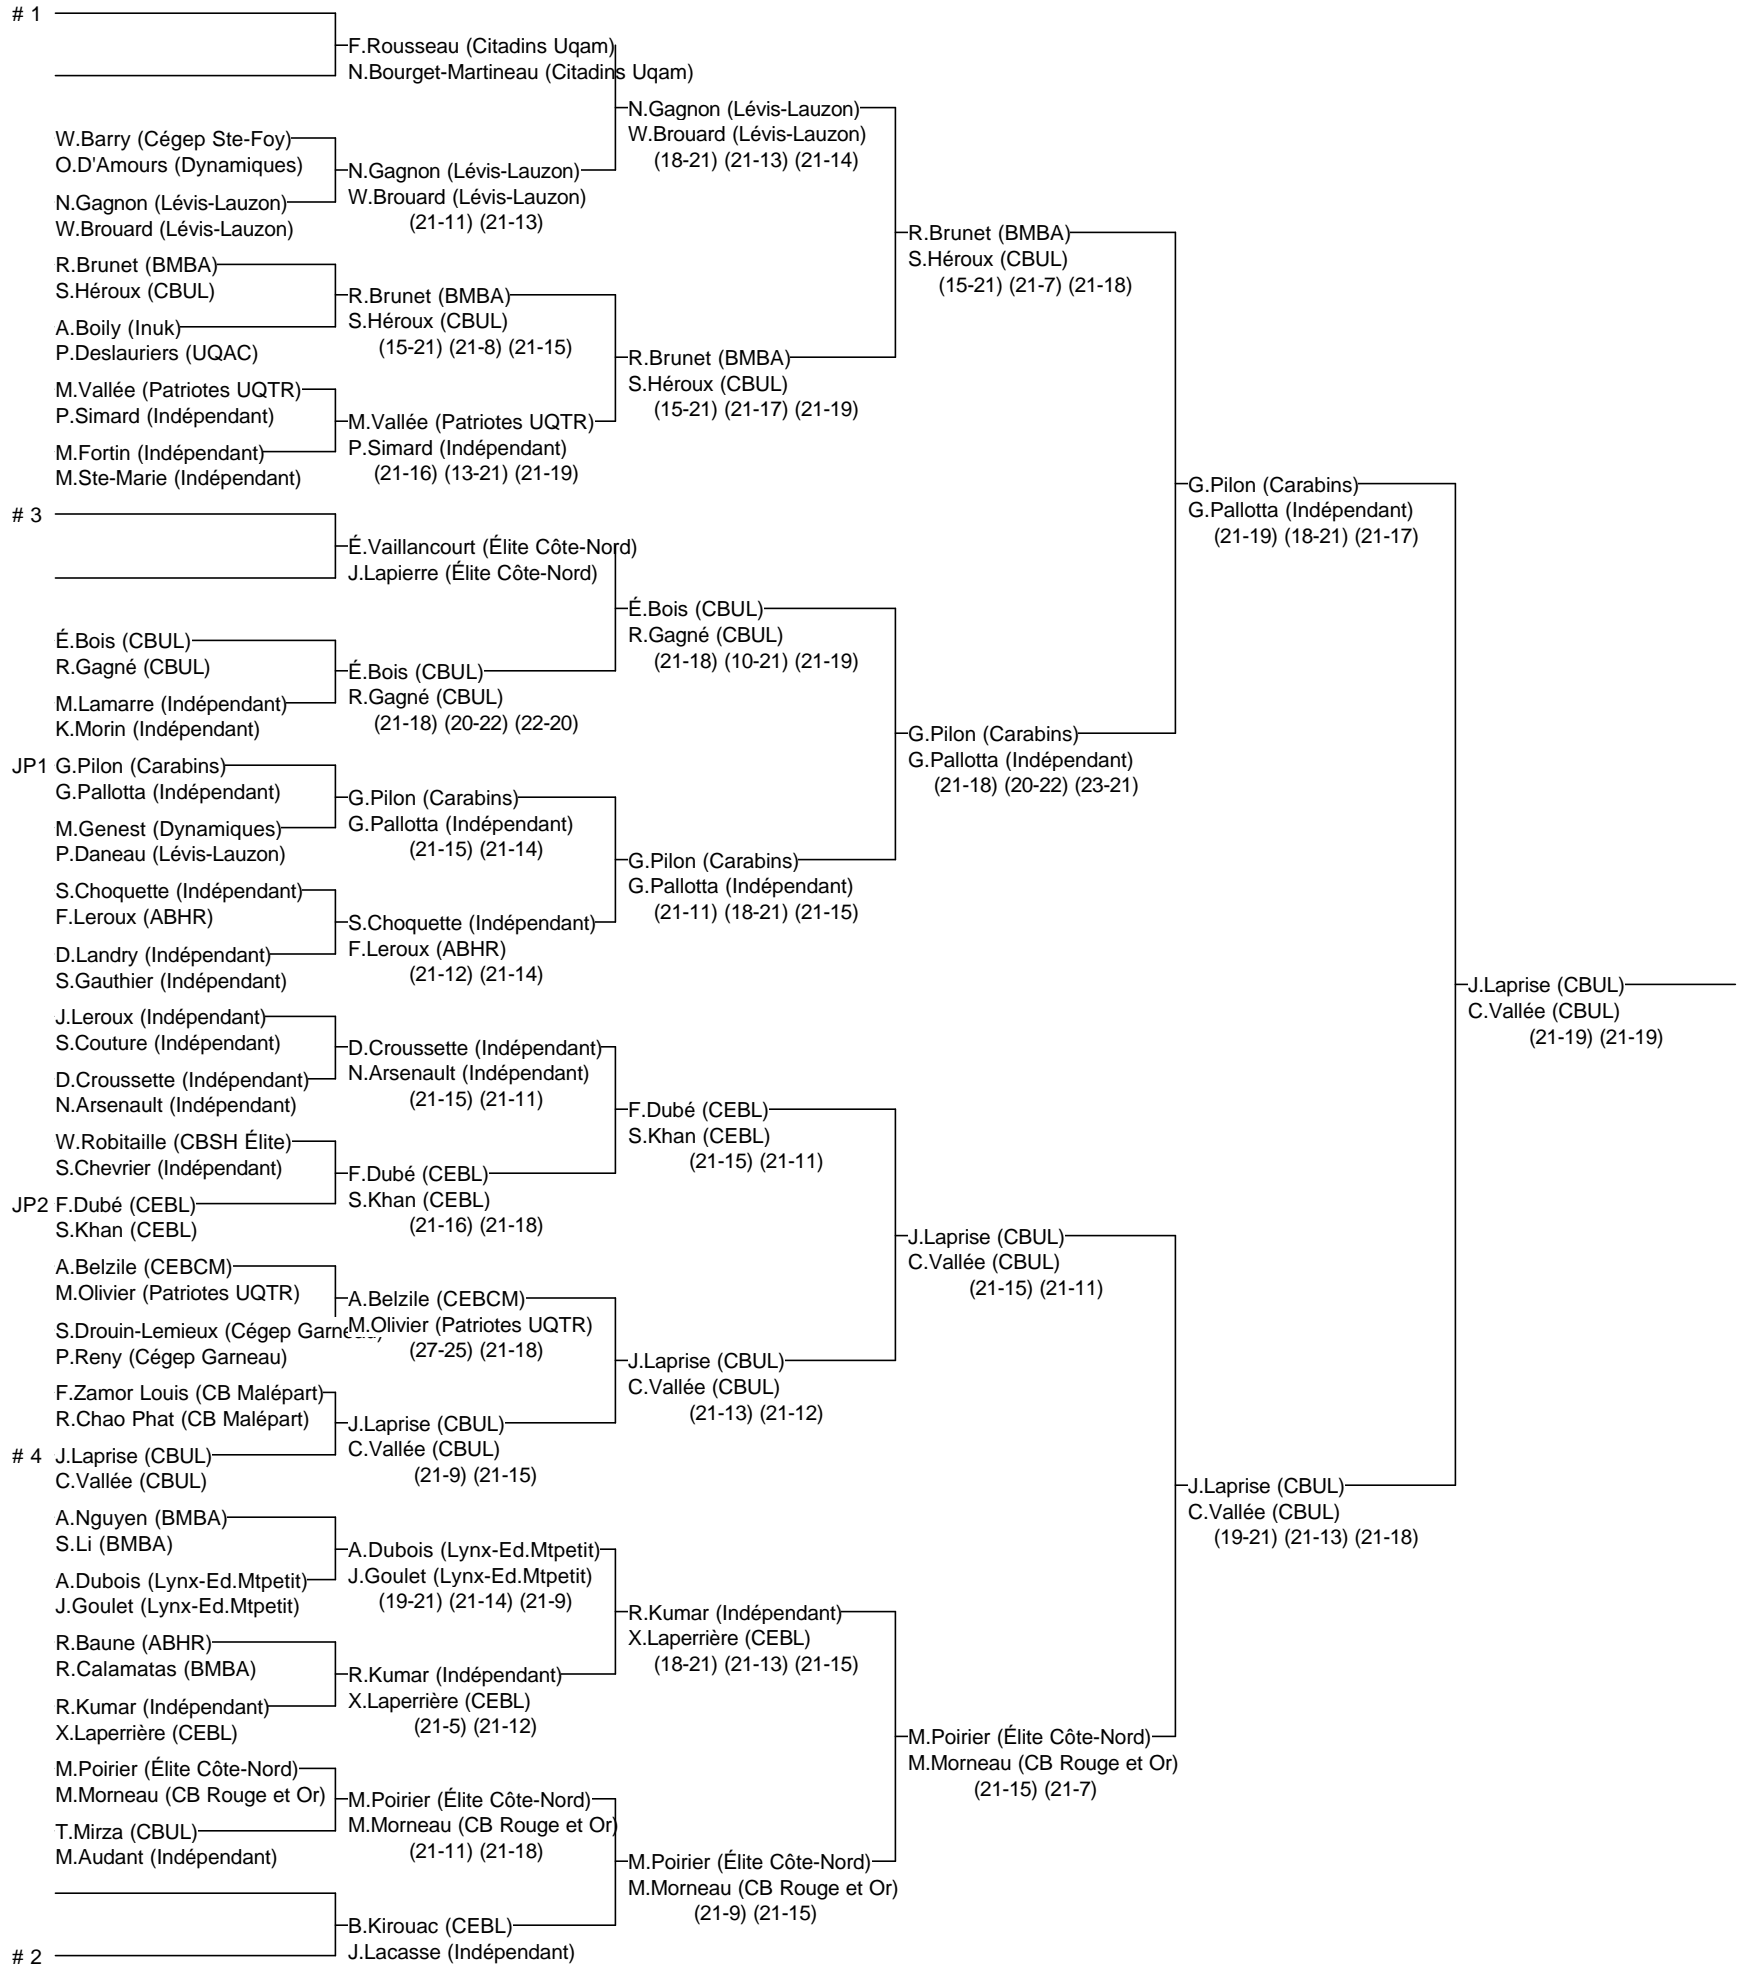 # 1
F.Rousseau (Citadins Uqam)
N.Bourget-Martineau (Citadins Uqam)
N.Gagnon (Lévis-Lauzon)
W.Brouard (Lévis-Lauzon)
(18-21) (21-13) (21-14)
W.Barry (Cégep Ste-Foy)
O.D'Amours (Dynamiques)
N.Gagnon (Lévis-Lauzon)
W.Brouard (Lévis-Lauzon)
(21-11) (21-13)
N.Gagnon (Lévis-Lauzon)
W.Brouard (Lévis-Lauzon)
R.Brunet (BMBA)
S.Héroux (CBUL)
(15-21) (21-7) (21-18)
R.Brunet (BMBA)
S.Héroux (CBUL)
R.Brunet (BMBA)
S.Héroux (CBUL)
(15-21) (21-8) (21-15)
A.Boily (Inuk)
P.Deslauriers (UQAC)
R.Brunet (BMBA)
S.Héroux (CBUL)
(15-21) (21-17) (21-19)
M.Vallée (Patriotes UQTR)
P.Simard (Indépendant)
M.Vallée (Patriotes UQTR)
P.Simard (Indépendant)
(21-16) (13-21) (21-19)
M.Fortin (Indépendant)
M.Ste-Marie (Indépendant)
G.Pilon (Carabins)
G.Pallotta (Indépendant)
(21-19) (18-21) (21-17)
# 3
É.Vaillancourt (Élite Côte-Nord)
J.Lapierre (Élite Côte-Nord)
É.Bois (CBUL)
R.Gagné (CBUL)
(21-18) (10-21) (21-19)
É.Bois (CBUL)
R.Gagné (CBUL)
É.Bois (CBUL)
R.Gagné (CBUL)
(21-18) (20-22) (22-20)
M.Lamarre (Indépendant)
K.Morin (Indépendant)
G.Pilon (Carabins)
G.Pallotta (Indépendant)
(21-18) (20-22) (23-21)
JP1 G.Pilon (Carabins)
G.Pallotta (Indépendant)
G.Pilon (Carabins)
G.Pallotta (Indépendant)
(21-15) (21-14)
M.Genest (Dynamiques)
P.Daneau (Lévis-Lauzon)
G.Pilon (Carabins)
G.Pallotta (Indépendant)
(21-11) (18-21) (21-15)
S.Choquette (Indépendant)
F.Leroux (ABHR)
S.Choquette (Indépendant)
F.Leroux (ABHR)
(21-12) (21-14)
D.Landry (Indépendant)
S.Gauthier (Indépendant)
J.Laprise (CBUL)
C.Vallée (CBUL)
(21-19) (21-19)
J.Leroux (Indépendant)
S.Couture (Indépendant)
D.Croussette (Indépendant)
N.Arsenault (Indépendant)
(21-15) (21-11)
D.Croussette (Indépendant)
N.Arsenault (Indépendant)
F.Dubé (CEBL)
S.Khan (CEBL)
(21-15) (21-11)
W.Robitaille (CBSH Élite)
S.Chevrier (Indépendant)
F.Dubé (CEBL)
S.Khan (CEBL)
(21-16) (21-18)
JP2 F.Dubé (CEBL)
S.Khan (CEBL)
J.Laprise (CBUL)
C.Vallée (CBUL)
(21-15) (21-11)
A.Belzile (CEBCM)
M.Olivier (Patriotes UQTR)
A.Belzile (CEBCM)
M.Olivier (Patriotes UQTR)
(27-25) (21-18)
S.Drouin-Lemieux (Cégep
P.Reny (Cégep Garneau)
J.Laprise (CBUL)
C.Vallée (CBUL)
(21-13) (21-12)
F.Zamor Louis (CB Malépart)
R.Chao Phat (CB Malépart)
J.Laprise (CBUL)
C.Vallée (CBUL)
(21-9) (21-15)
# 4 J.Laprise (CBUL)
C.Vallée (CBUL)
J.Laprise (CBUL)
C.Vallée (CBUL)
(19-21) (21-13) (21-18)
A.Nguyen (BMBA)
S.Li (BMBA)
A.Dubois (Lynx-Ed.Mtpetit)
J.Goulet (Lynx-Ed.Mtpetit)
(19-21) (21-14) (21-9)
A.Dubois (Lynx-Ed.Mtpetit)
J.Goulet (Lynx-Ed.Mtpetit)
R.Kumar (Indépendant)
X.Laperrière (CEBL)
(18-21) (21-13) (21-15)
R.Baune (ABHR)
R.Calamatas (BMBA)
R.Kumar (Indépendant)
X.Laperrière (CEBL)
(21-5) (21-12)
R.Kumar (Indépendant)
X.Laperrière (CEBL)
M.Poirier (Élite Côte-Nord)
M.Morneau (CB Rouge et Or)
(21-15) (21-7)
M.Poirier (Élite Côte-Nord)
M.Morneau (CB Rouge et Or)
M.Poirier (Élite Côte-Nord)
M.Morneau (CB Rouge et Or)
(21-11) (21-18)
T.Mirza (CBUL)
M.Audant (Indépendant)
M.Poirier (Élite Côte-Nord)
M.Morneau (CB Rouge et Or)
(21-9) (21-15)
B.Kirouac (CEBL)
J.Lacasse (Indépendant)
# 2